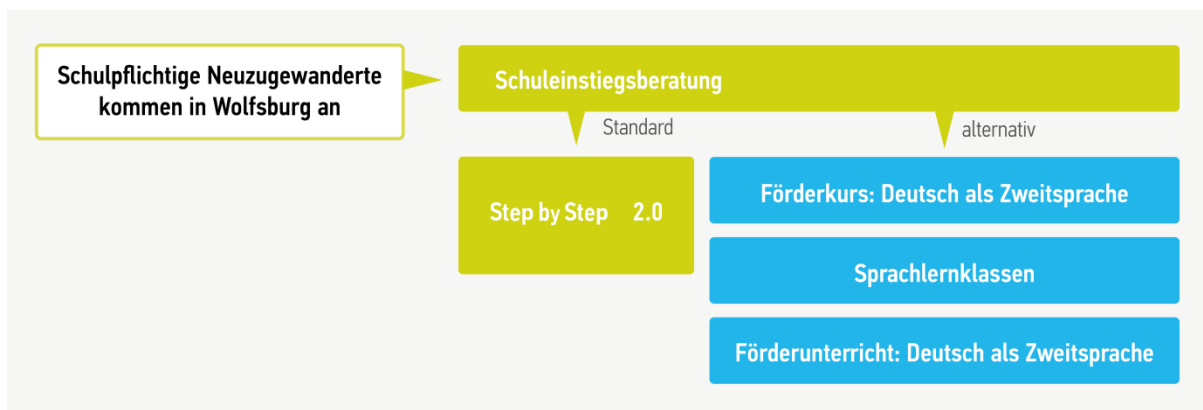 Schulpflichtige Neuzugewanderte
kommen in Wolfsburg an
Schuleinstiegsberatung
Standard
alternativ
Step by Step 2.0
Förderkurs: Deutsch als Zweitsprache
Sprachlernklassen
Förderunterricht: Deutsch als Zweitsprache